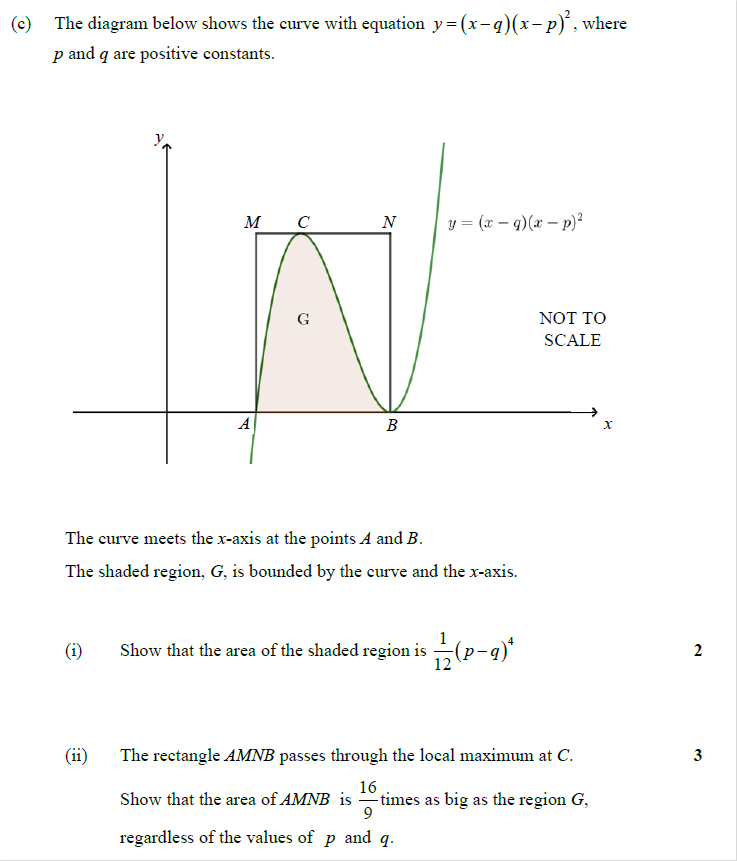 (c) The diagram below shows the curve with equation y = (x − q)(x − p)², where
p and q are positive constants.
y
M C N y = (x − q)(x − p)²
G NOT TO
SCALE
A B x
The curve meets the x-axis at the points A and B.
The shaded region, G, is bounded by the curve and the x-axis.
(i) Show that the area of the shaded region is 1/12 (p − q)⁴ 2
(ii) The rectangle AMNB passes through the local maximum at C. 3
Show that the area of AMNB is 16/9 times as big as the region G,
regardless of the values of p and q.